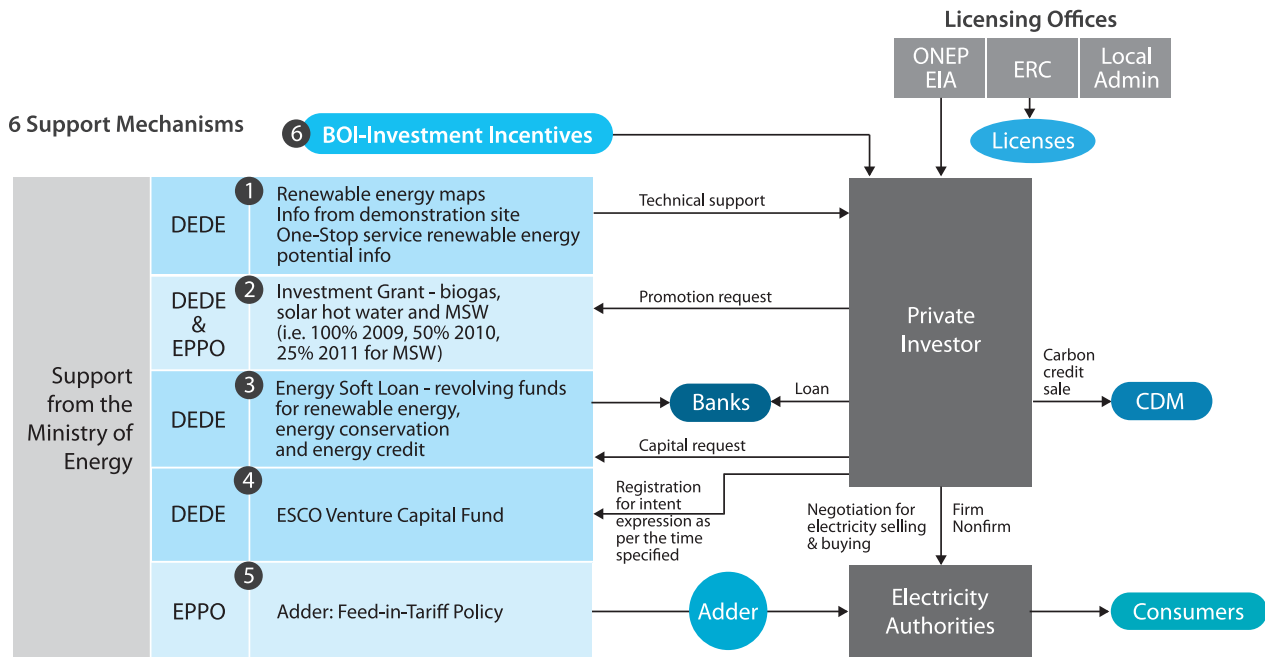 Licensing Offices
ONEP
EIA
ERC
Local
Admin
Licenses
6 Support Mechanisms
6 BOI-Investment Incentives
Support
from the
Ministry of
Energy
DEDE
1
Renewable energy maps
Info from demonstration site
One-Stop service renewable energy
potential info
Technical support
DEDE
&
EPPO
2
Investment Grant - biogas,
solar hot water and MSW
(i.e. 100% 2009, 50% 2010,
25% 2011 for MSW)
Promotion request
DEDE
3
Energy Soft Loan - revolving funds
for renewable energy,
energy conservation
and energy credit
Banks
Loan
Capital request
DEDE
4
ESCO Venture Capital Fund
Registration
for intent
expression as
per the time
specified
EPPO
5
Adder: Feed-in-Tariff Policy
Adder
Private
Investor
Carbon
credit
sale
CDM
Negotiation for
electricity selling
& buying
Firm
Nonfirm
Electricity
Authorities
Consumers